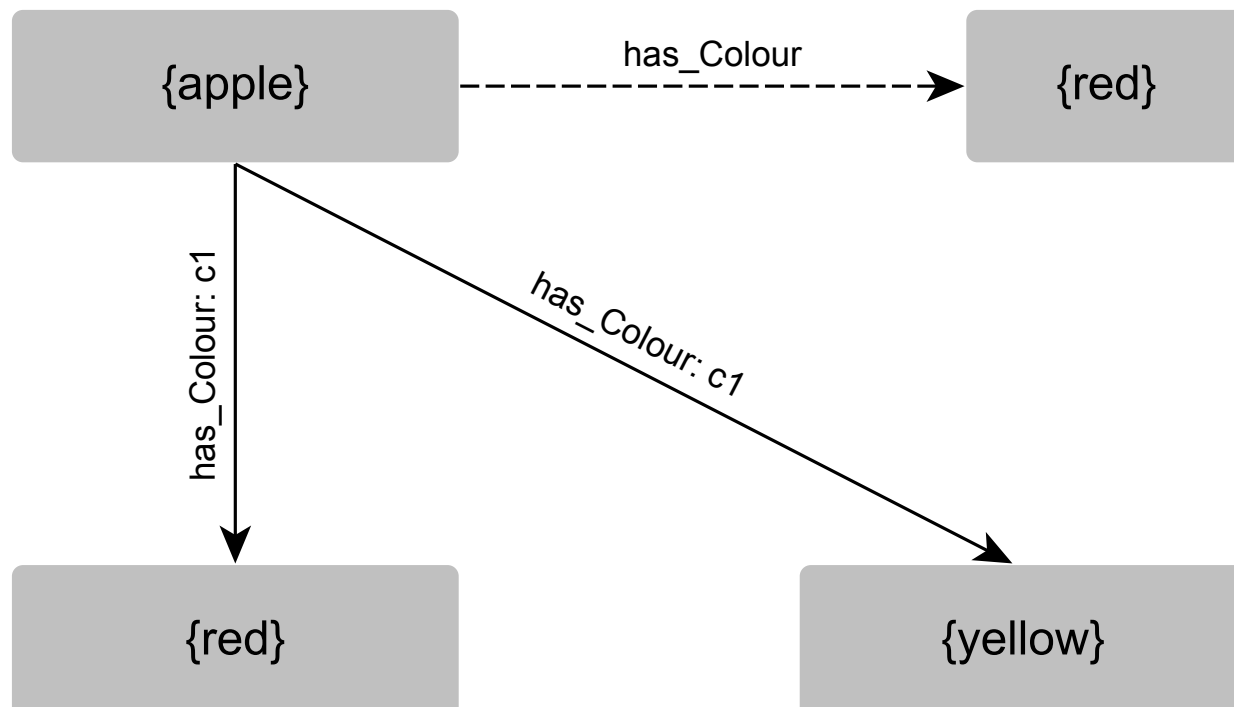 {apple}
has_Colour
{red}
has_Colour: c1
has_Colour: c1
{red}
{yellow}